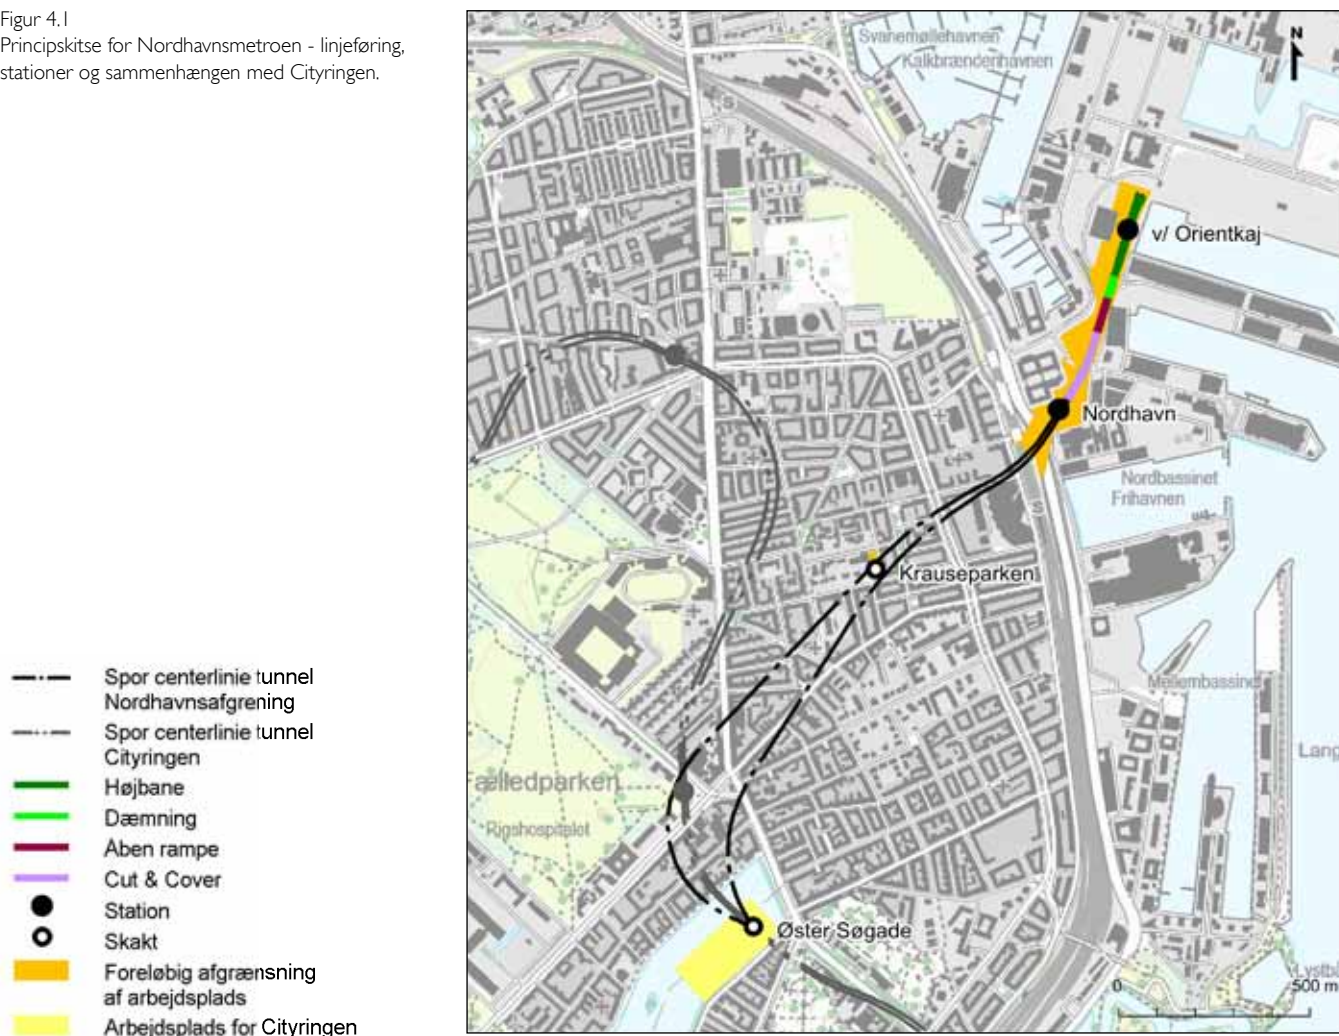 Figur 4.1
Principskitse for Nordhavnsmetroen - linjeføring,
stationer og sammenhængen med Cityringen.
Svanemøllehavnen
Kalkbrænderihavnen
N
S
v/ Orientkaj
Nordhavn
Nordbassinet
Frihavnen
S
Krauseparken
Mellembassinet
Lang
Fælledparken
Rigshospitalet
Øster Søgade
Lystbå
0
500 m
Spor centerlinie tunnel
Nordhavnsafgrening
Spor centerlinie tunnel
Cityringen
Højbane
Dæmning
Åben rampe
Cut & Cover
Station
Skakt
Foreløbig afgrænsning
af arbejdsplads
Arbejdsplads for Cityringen